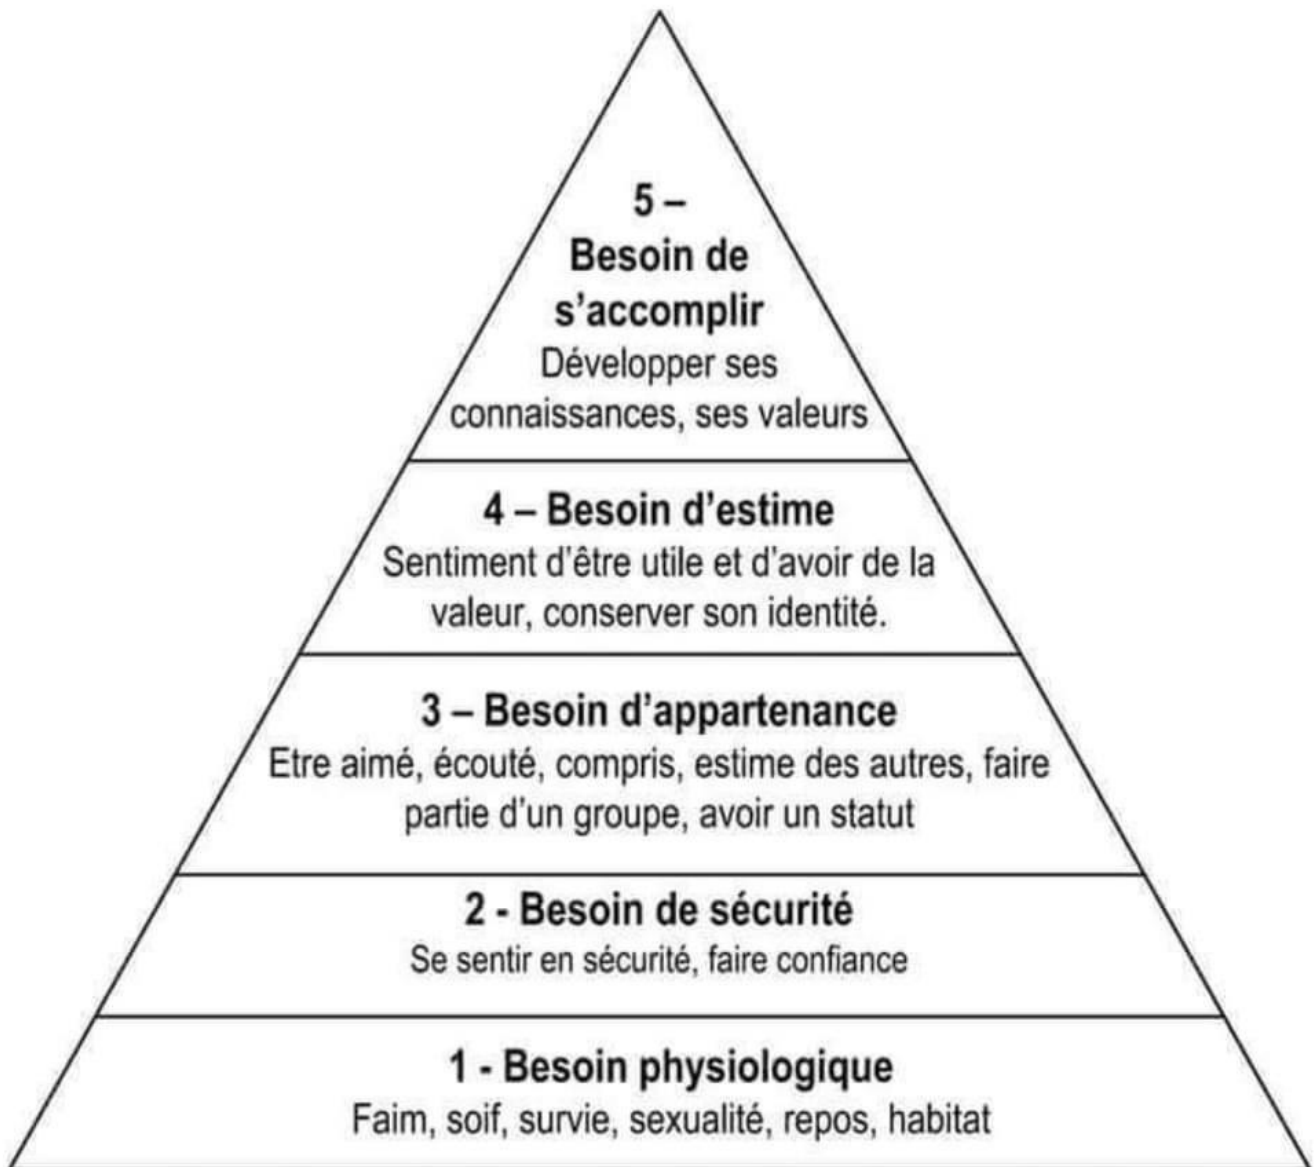 5 –
Besoin de
s’accomplir
Développer ses
connaissances, ses valeurs
4 – Besoin d’estime
Sentiment d’être utile et d’avoir de la
valeur, conserver son identité.
3 – Besoin d’appartenance
Etre aimé, écouté, compris, estime des autres, faire
partie d’un groupe, avoir un statut
2 - Besoin de sécurité
Se sentir en sécurité, faire confiance
1 - Besoin physiologique
Faim, soif, survie, sexualité, repos, habitat